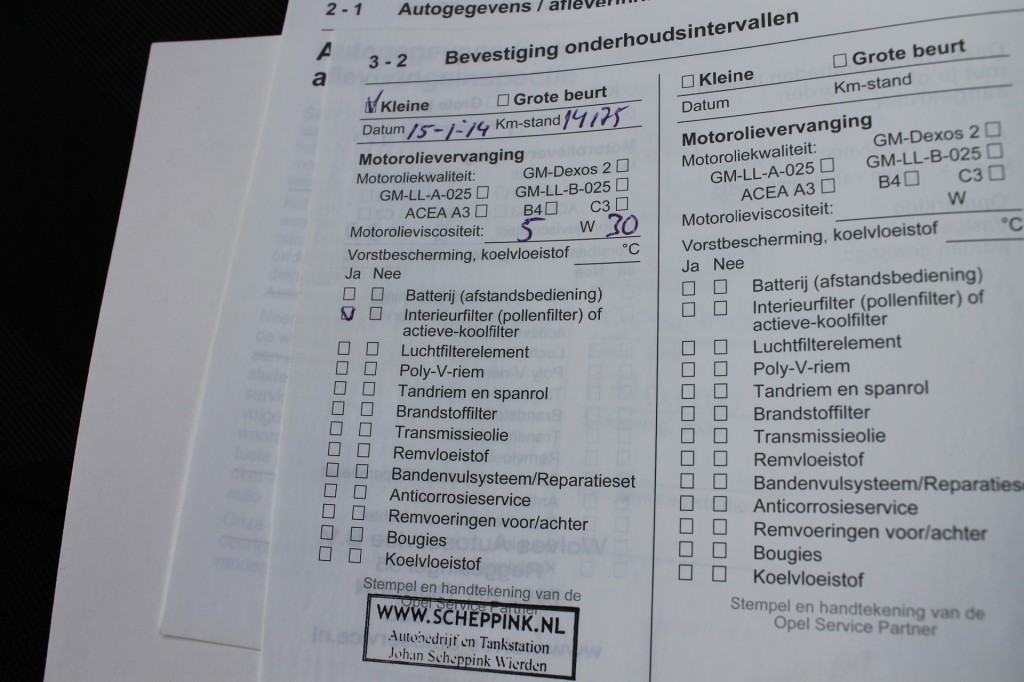 2 - 1 Autogegevens /
3 - 2 Bevestiging onderhoudsintervallen
Kleine Grote beurt
Datum 15-1-14 Km-stand 14175
Motorolievervanging
Motoroliekwaliteit: GM-Dexos 2
GM-LL-A-025 GM-LL-B-025
ACEA A3 B4 C3
Motorolieviscositeit: 5 W 30
Vorstbescherming, koelvloeistof °C
Ja Nee
Batterij (afstandsbediening)
Interieurfilter (pollenfilter) of
actieve-koolfilter
Luchtfilterelement
Poly-V-riem
Tandriem en spanrol
Brandstoffilter
Transmissieolie
Remvloeistof
Bandenvulsysteem/Reparatieset
Anticorrosieservice
Remvoeringen voor/achter
Bougies
Koelvloeistof
Stempel en handtekening van de
Opel Service Partner
WWW.SCHEPPINK.NL
Autobedrijf en Tankstation
Johan Scheppink Wierden
Kleine Grote beurt
Datum Km-stand
Motorolievervanging
Motoroliekwaliteit: GM-Dexos 2
GM-LL-A-025 GM-LL-B-025
ACEA A3 B4 C3
Motorolieviscositeit: W
Vorstbescherming, koelvloeistof °C
Ja Nee
Batterij (afstandsbediening)
Interieurfilter (pollenfilter) of
actieve-koolfilter
Luchtfilterelement
Poly-V-riem
Tandriem en spanrol
Brandstoffilter
Transmissieolie
Remvloeistof
Bandenvulsysteem/Reparaties
Anticorrosieservice
Remvoeringen voor/achter
Bougies
Koelvloeistof
Stempel en handtekening van de
Opel Service Partner